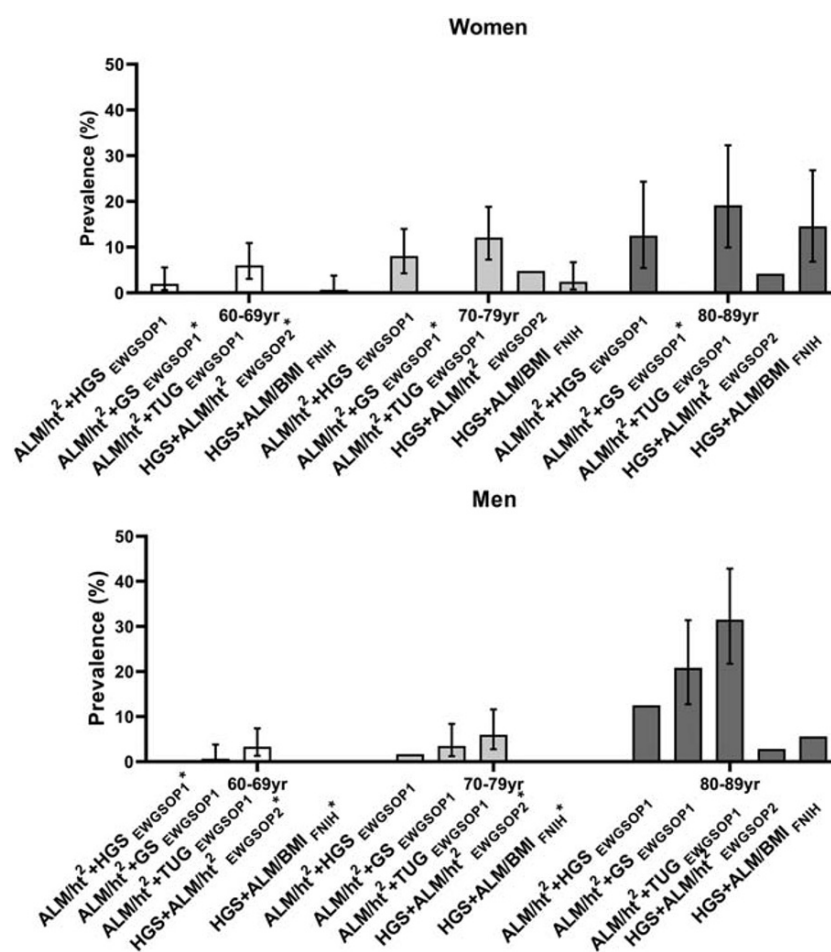 Women
Prevalence (%)
50
40
30
20
10
0
60-69yr
70-79yr
80-89yr
ALM/ht²+HGS EWGSOP1
ALM/ht²+GS EWGSOP1*
ALM/ht²+TUG EWGSOP1
HGS+ALM/ht² EWGSOP2*
HGS+ALM/BMI FNIH
ALM/ht²+HGS EWGSOP1
ALM/ht²+GS EWGSOP1*
ALM/ht²+TUG EWGSOP1
HGS+ALM/ht² EWGSOP2
HGS+ALM/BMI FNIH
ALM/ht²+HGS EWGSOP1
ALM/ht²+GS EWGSOP1*
ALM/ht²+TUG EWGSOP1
HGS+ALM/ht² EWGSOP2
HGS+ALM/BMI FNIH
Men
Prevalence (%)
50
40
30
20
10
0
60-69yr
70-79yr
80-89yr
ALM/ht²+HGS EWGSOP1*
ALM/ht²+GS EWGSOP1
ALM/ht²+TUG EWGSOP1
HGS+ALM/ht² EWGSOP2*
HGS+ALM/BMI FNIH*
ALM/ht²+HGS EWGSOP1
ALM/ht²+GS EWGSOP1
ALM/ht²+TUG EWGSOP1
HGS+ALM/ht² EWGSOP2*
HGS+ALM/BMI FNIH*
ALM/ht²+HGS EWGSOP1
ALM/ht²+GS EWGSOP1
ALM/ht²+TUG EWGSOP1
HGS+ALM/ht² EWGSOP2
HGS+ALM/BMI FNIH